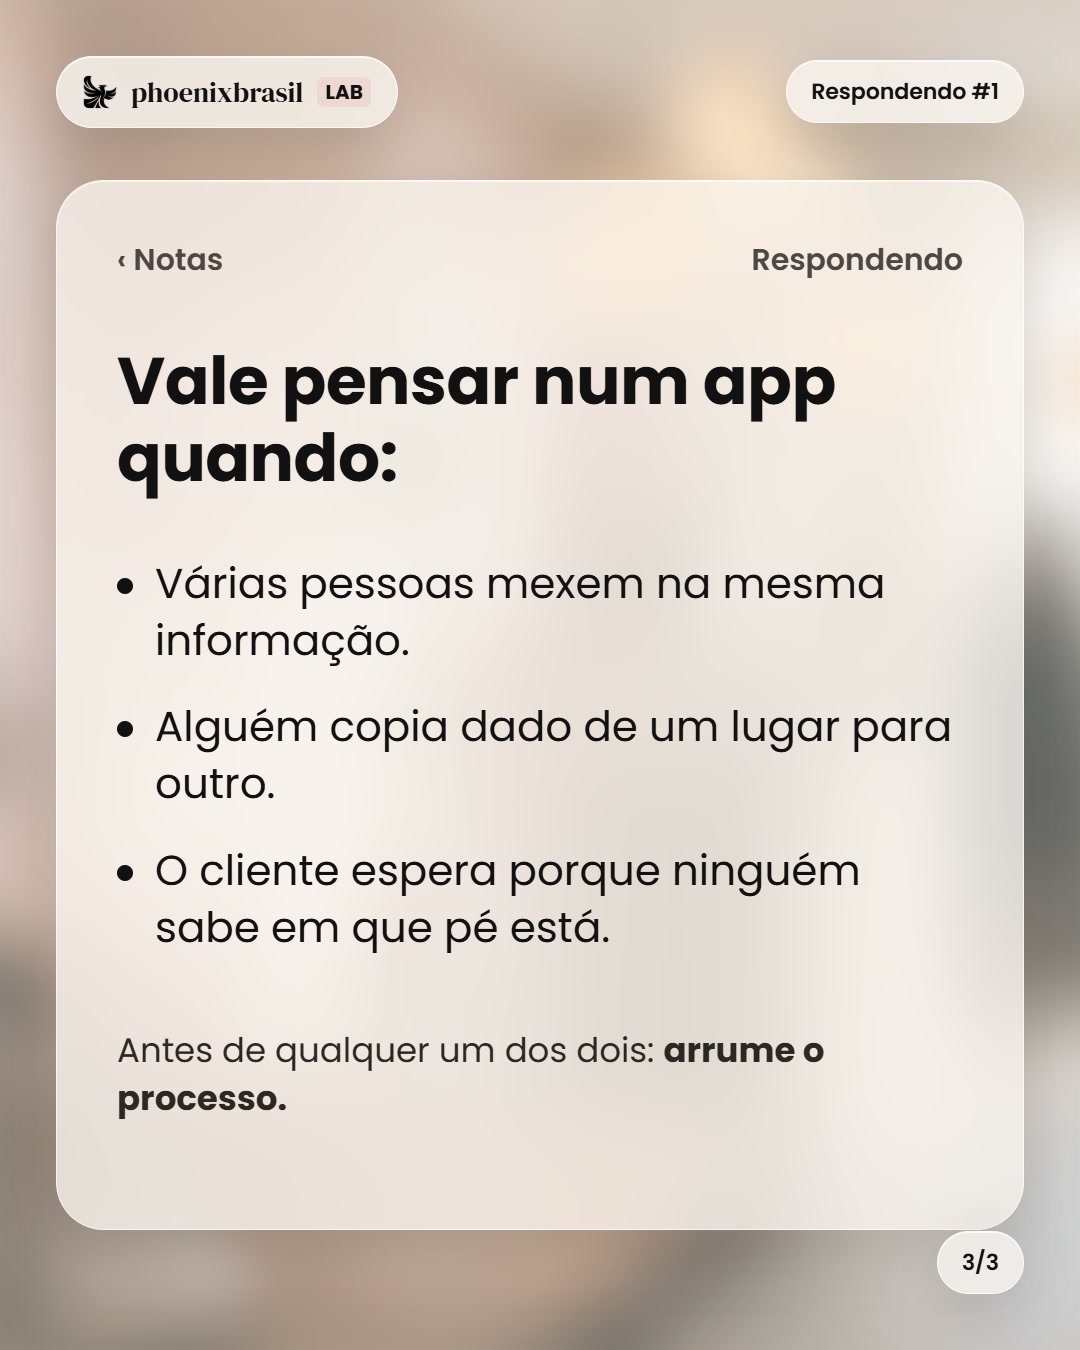 phoenixbrasil LAB
Respondendo #1
‹ Notas
Respondendo
Vale pensar num app
quando:
• Várias pessoas mexem na mesma
informação.
• Alguém copia dado de um lugar para
outro.
• O cliente espera porque ninguém
sabe em que pé está.
Antes de qualquer um dos dois: arrume o
processo.
3/3